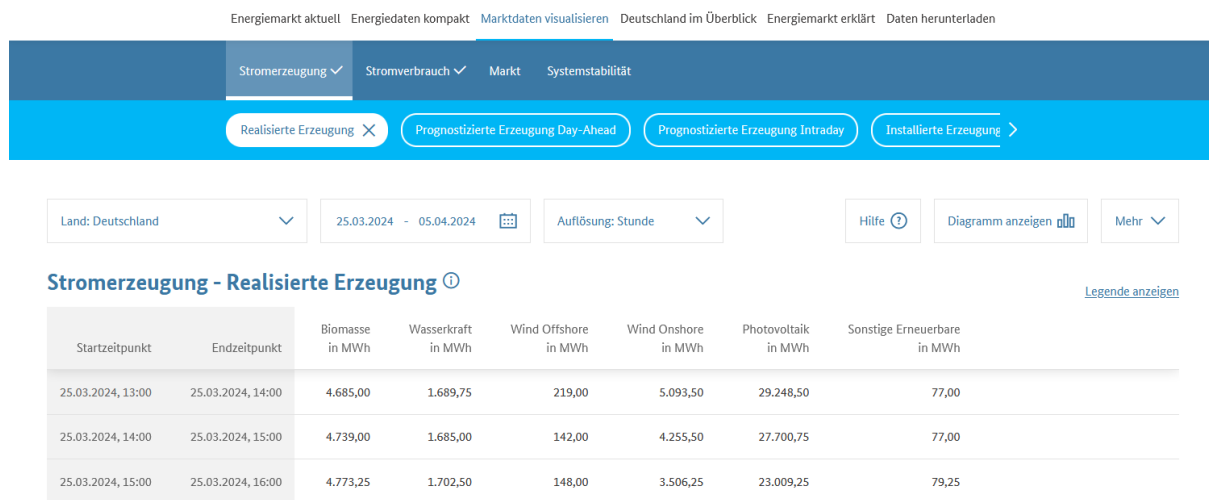 Energiemarkt aktuell Energiedaten kompakt Marktdaten visualisieren Deutschland im Überblick Energiemarkt erklärt Daten herunterladen
Stromerzeugung Stromverbrauch Markt Systemstabilität
Realisierte Erzeugung Prognostizierte Erzeugung Day-Ahead Prognostizierte Erzeugung Intraday Installierte Erzeugung
Land: Deutschland 25.03.2024 - 05.04.2024 Auflösung: Stunde Hilfe Diagramm anzeigen Mehr
Stromerzeugung - Realisierte Erzeugung
Legende anzeigen
Biomasse Wasserkraft Wind Offshore Wind Onshore Photovoltaik Sonstige Erneuerbare
Startzeitpunkt Endzeitpunkt in MWh in MWh in MWh in MWh in MWh in MWh
25.03.2024, 13:00 25.03.2024, 14:00 4.685,00 1.689,75 219,00 5.093,50 29.248,50 77,00
25.03.2024, 14:00 25.03.2024, 15:00 4.739,00 1.685,00 142,00 4.255,50 27.700,75 77,00
25.03.2024, 15:00 25.03.2024, 16:00 4.773,25 1.702,50 148,00 3.506,25 23.009,25 79,25